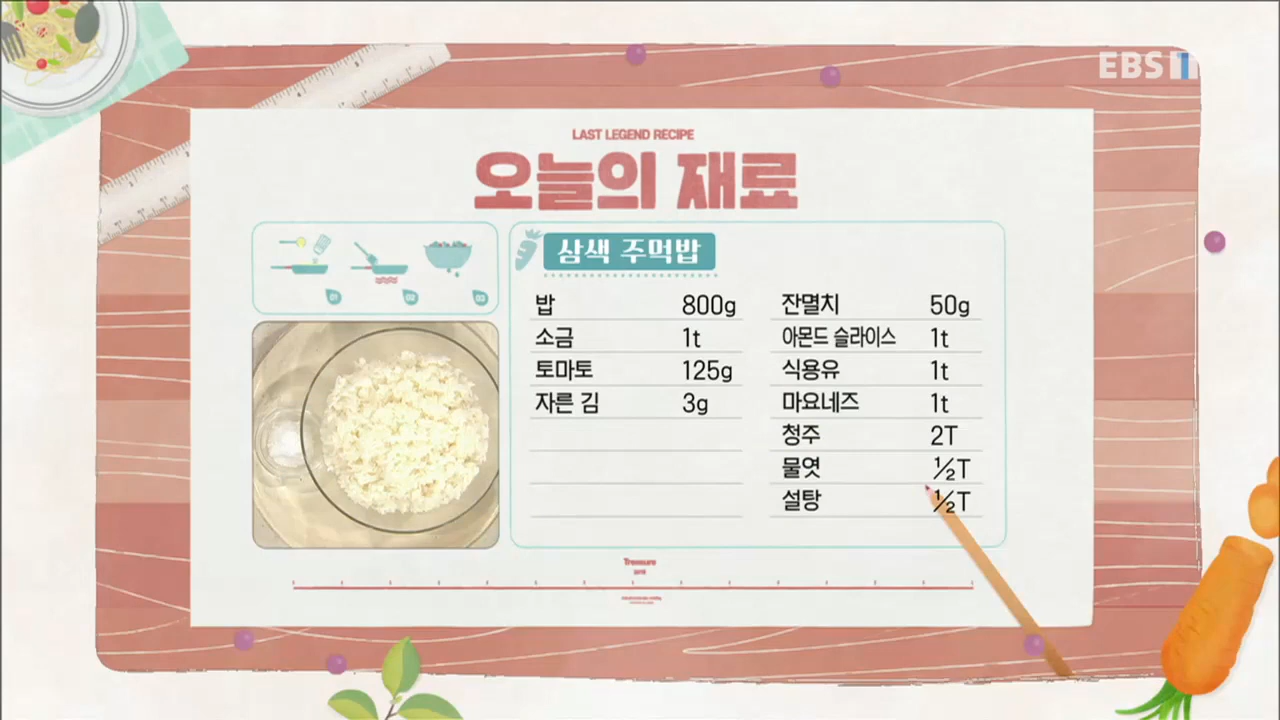 EBS 1
LAST LEGEND RECIPE
오늘의 재료
01 02 03
삼색 주먹밥
밥 800g
소금 1t
토마토 125g
자른 김 3g
잔멸치 50g
아몬드 슬라이스 1t
식용유 1t
마요네즈 1t
청주 2T
물엿 ½T
설탕 ½T